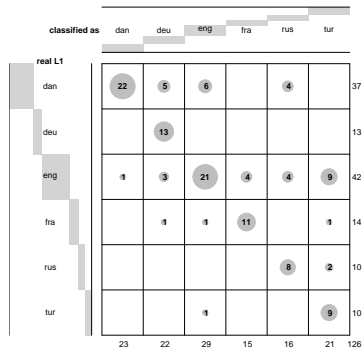 classified as dan deu eng fra rus tur
real L1
dan 22 5 6 4 37
deu 13 13
eng 1 3 21 4 4 9 42
fra 1 1 11 1 14
rus 8 2 10
tur 1 9 10
23 22 29 15 16 21 126